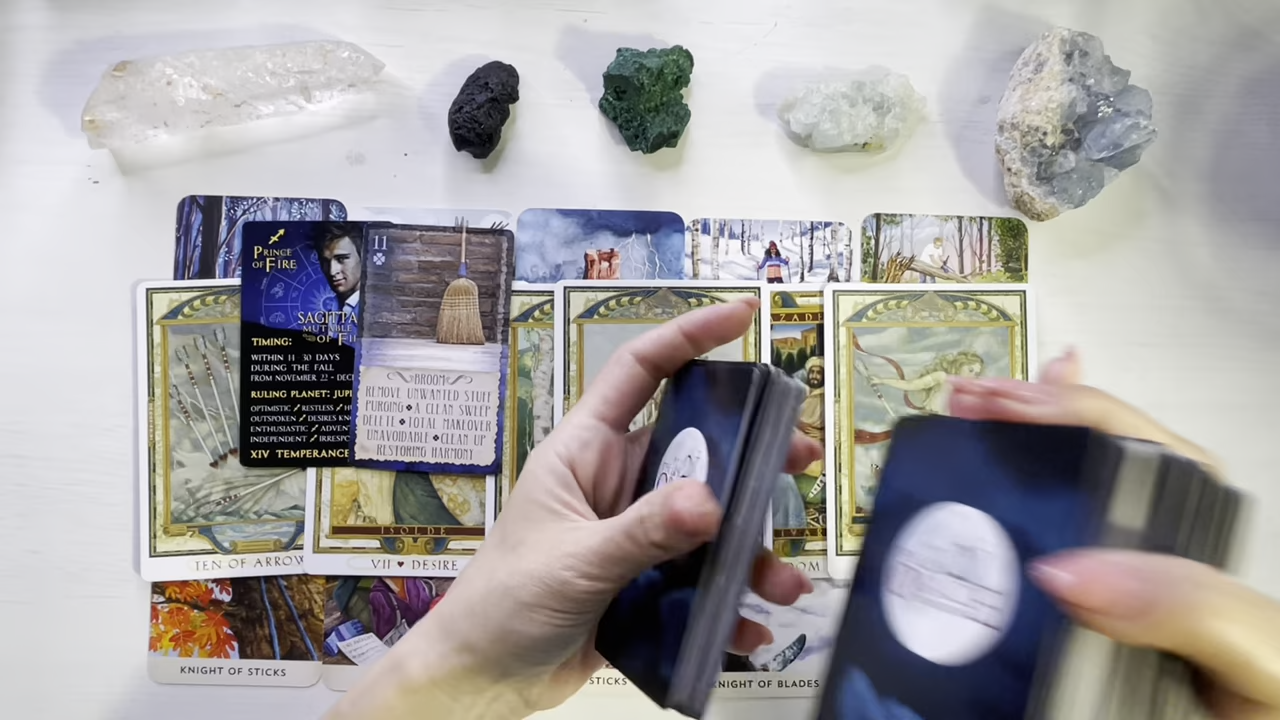 PRINCE
OF FIRE
SAGITTA
MUTABLE
OF FI
TIMING:
WITHIN 11-30 DAYS
DURING THE FALL
FROM NOVEMBER 22 - DEC
RULING PLANET: JUPI
OPTIMISTIC RESTLESS
OUTSPOKEN DESIRES
ENTHUSIASTIC ADVEN
INDEPENDENT IRRESP
XIV TEMPERANCE
11
BROOM
REMOVE UNWANTED STUFF
PURGING A CLEAN SWEEP
DELETE TOTAL MAKEOVER
UNAVOIDABLE CLEAN UP
RESTORING HARMONY
AZADE
ISOLDE
TEN OF ARROW
VII ♥ DESIRE
OOM
KNIGHT OF STICKS
STICKS
KNIGHT OF BLADES